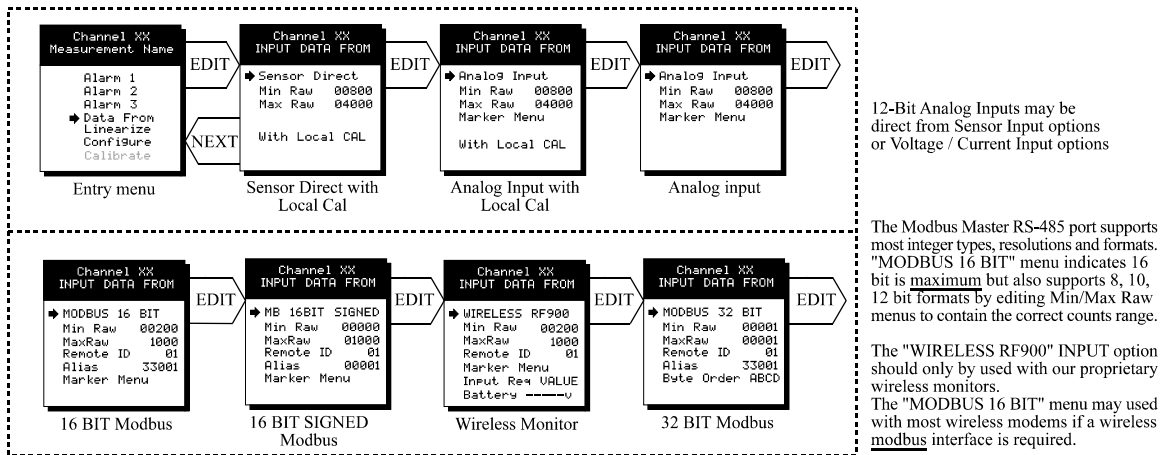 Channel XX
Measurement Name
Alarm 1
Alarm 2
Alarm 3
Data From
Linearize
Configure
Calibrate
Entry menu
EDIT
NEXT
Channel XX
INPUT DATA FROM
Sensor Direct
Min Raw 00800
Max Raw 04000
With Local CAL
Sensor Direct with
Local Cal
EDIT
Channel XX
INPUT DATA FROM
Analog Input
Min Raw 00800
Max Raw 04000
Marker Menu
With Local CAL
Analog Input with
Local Cal
EDIT
Channel XX
INPUT DATA FROM
Analog Input
Min Raw 00800
Max Raw 04000
Marker Menu
Analog input
EDIT
12-Bit Analog Inputs may be
direct from Sensor Input options
or Voltage / Current Input options
Channel XX
INPUT DATA FROM
MODBUS 16 BIT
Min Raw 00200
MaxRaw 1000
Remote ID 01
Alias 33001
Marker Menu
16 BIT Modbus
EDIT
Channel XX
INPUT DATA FROM
MB 16BIT SIGNED
Min Raw 00000
MaxRaw 01000
Remote ID 01
Alias 00001
Marker Menu
16 BIT SIGNED
Modbus
EDIT
Channel XX
INPUT DATA FROM
WIRELESS RF900
Min Raw 00200
MaxRaw 1000
Remote ID 01
Marker Menu
Input Req VALUE
Battery -----v
Wireless Monitor
EDIT
Channel XX
INPUT DATA FROM
MODBUS 32 BIT
Min Raw 00001
MaxRaw 00001
Remote ID 01
Alias 33001
Byte Order ABCD
32 BIT Modbus
EDIT
The Modbus Master RS-485 port supports
most integer types, resolutions and formats.
"MODBUS 16 BIT" menu indicates 16
bit is maximum but also supports 8, 10,
12 bit formats by editing Min/Max Raw
menus to contain the correct counts range.
The "WIRELESS RF900" INPUT option
should only by used with our proprietary
wireless monitors.
The "MODBUS 16 BIT" menu may used
with most wireless modems if a wireless
modbus interface is required.